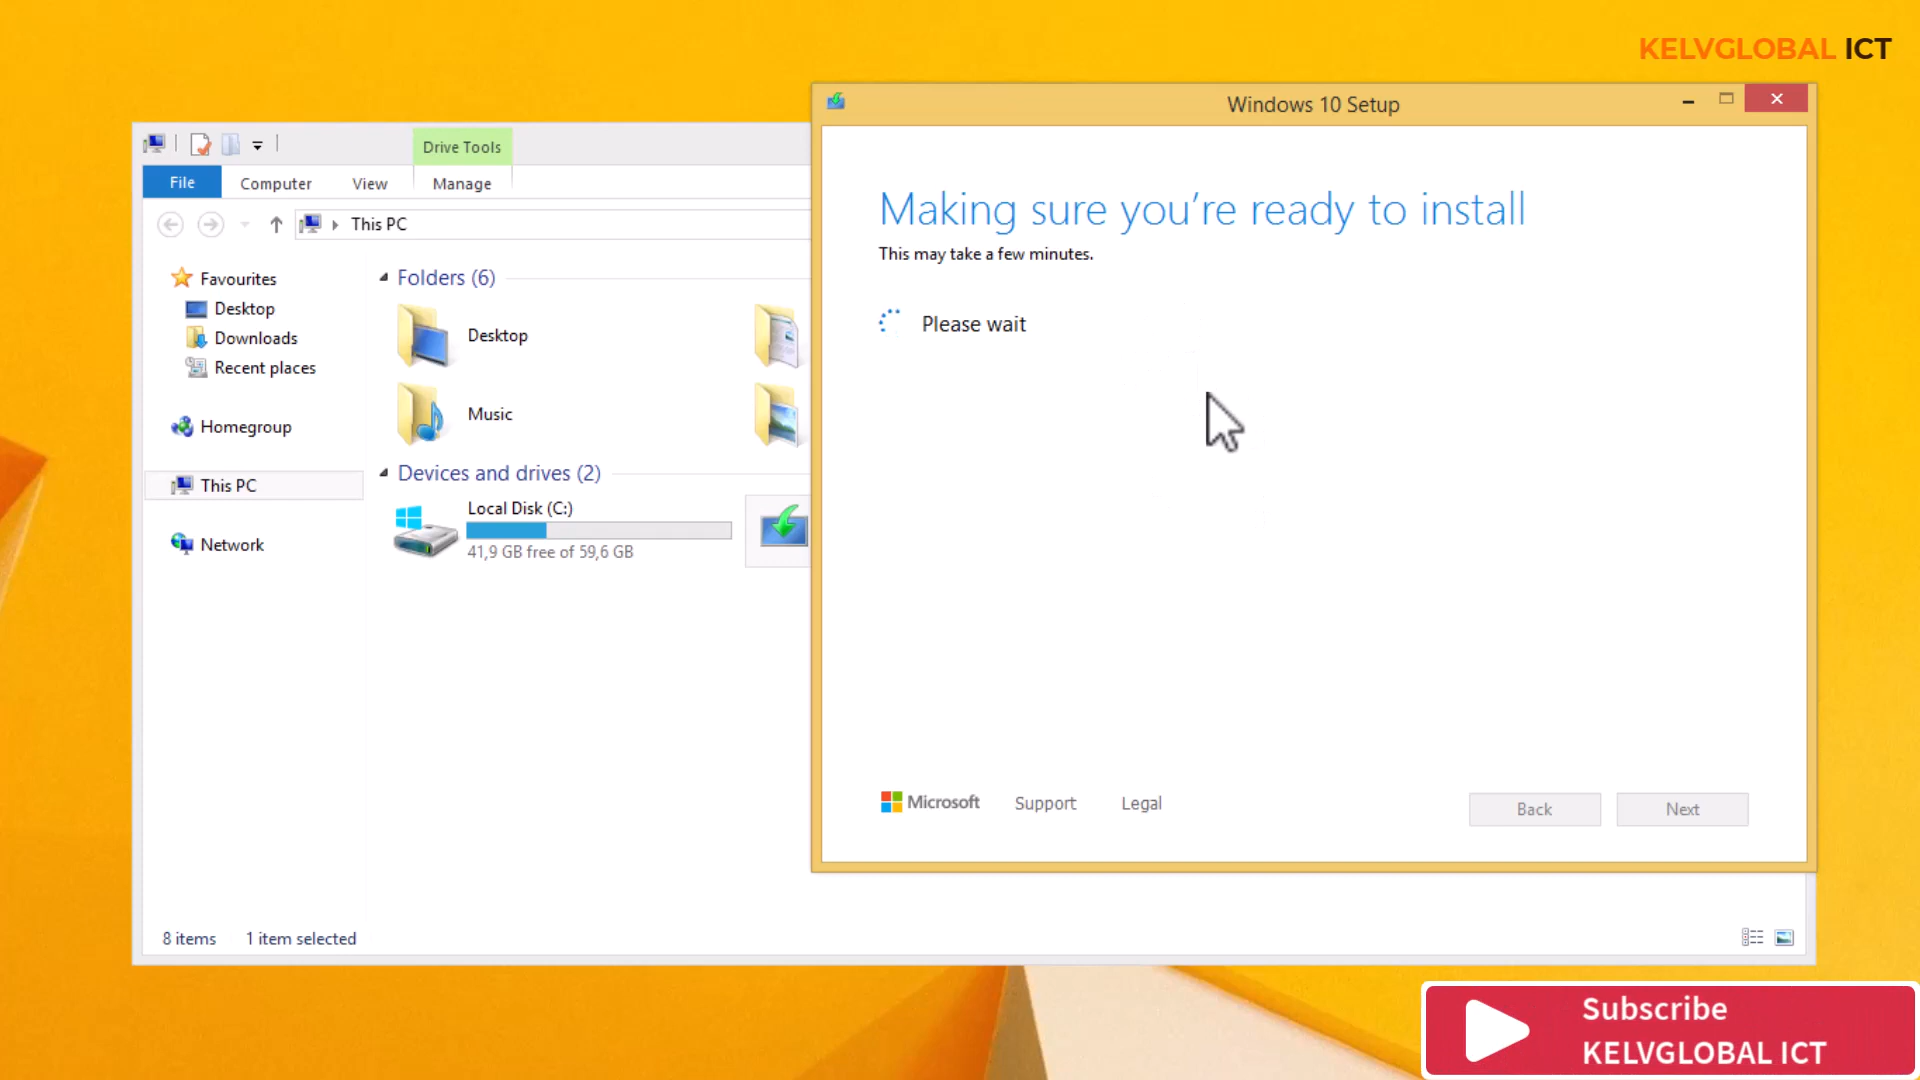 KELVGLOBAL ICT
Windows 10 Setup
Drive Tools
File
Computer
View
Manage
This PC
Making sure you're ready to install
This may take a few minutes.
Please wait
Favourites
Desktop
Downloads
Recent places
Homegroup
This PC
Network
Folders (6)
Desktop
Music
Devices and drives (2)
Local Disk (C:)
41,9 GB free of 59,6 GB
Microsoft
Support
Legal
Back
Next
8 items
1 item selected
Subscribe
KELVGLOBAL ICT